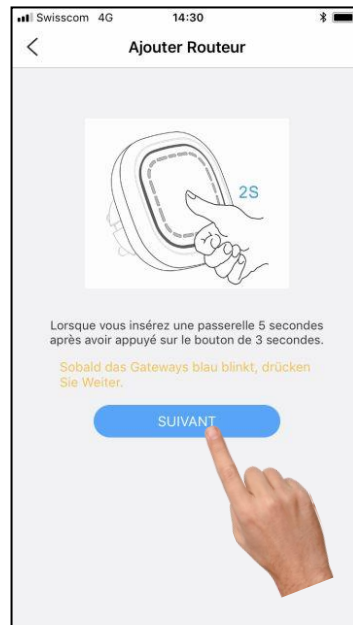 Swisscom 4G 14:30
Ajouter Routeur
2S
Lorsque vous insérez une passerelle 5 secondes
après avoir appuyé sur le bouton de 3 secondes.
Sobald das Gateways blau blinkt, drücken
Sie Weiter.
SUIVANT